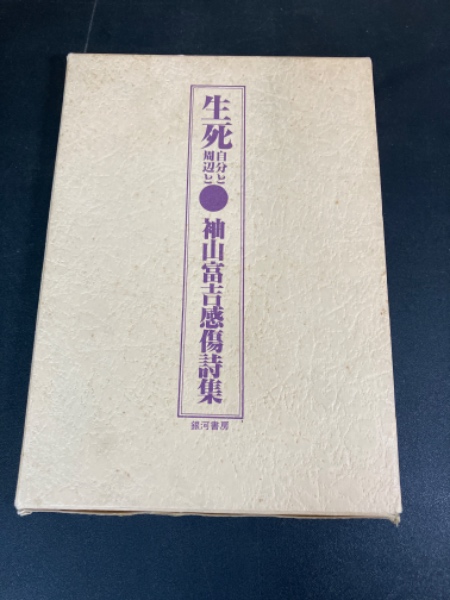 生死
自分と
周辺と
●
袖山富吉感傷詩集
銀河書房